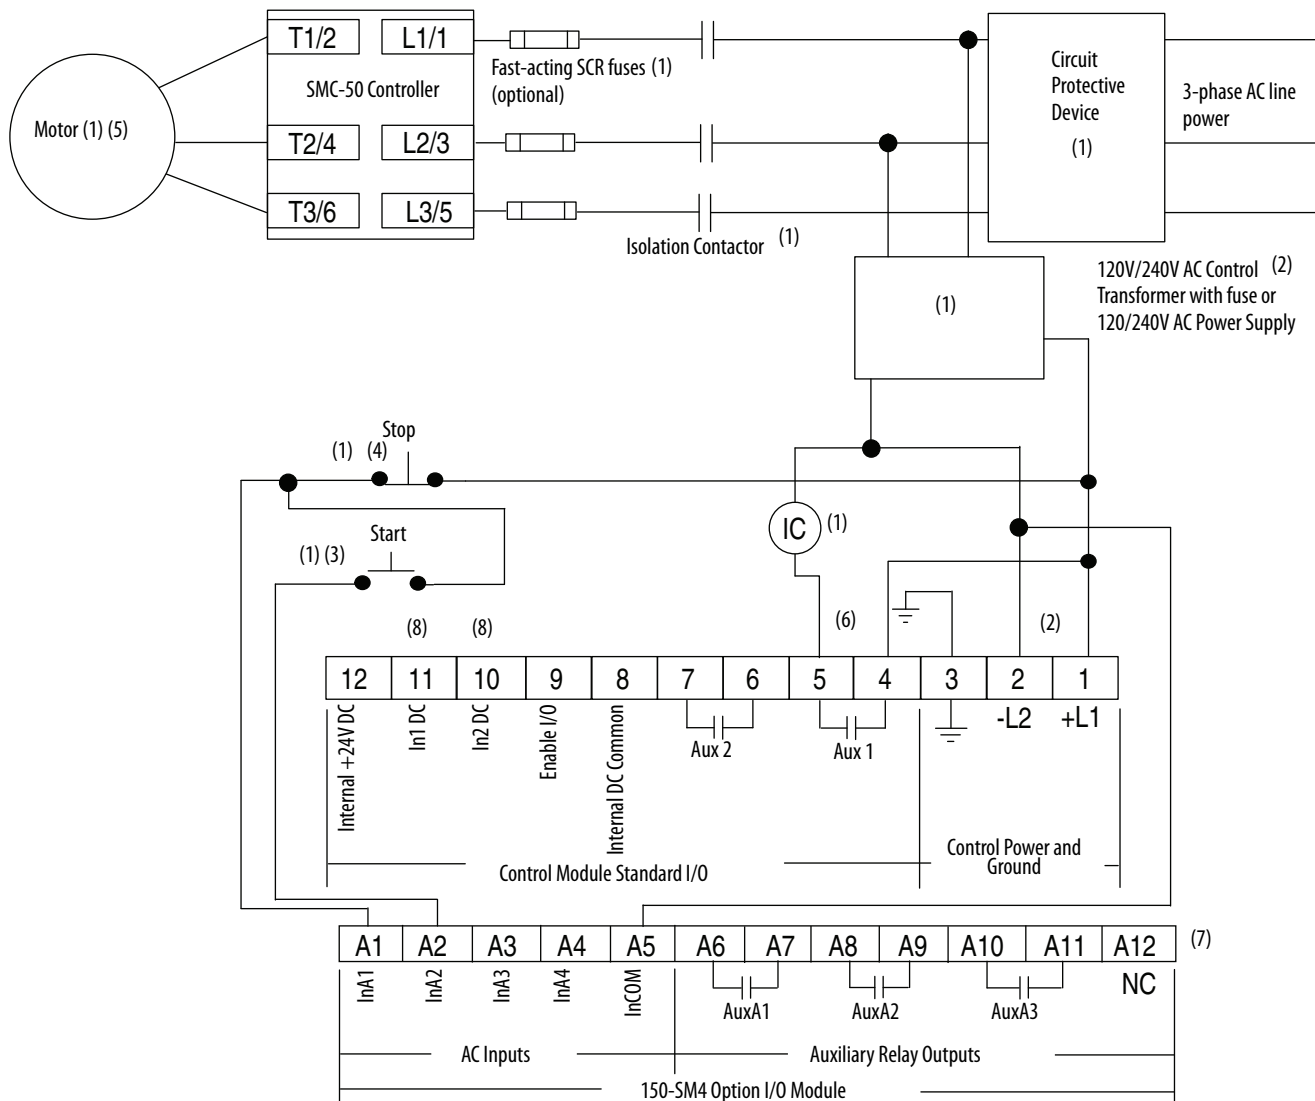 T1/2 L1/1
T2/4 L2/3
T3/6 L3/5
SMC-50 Controller
Motor (1) (5)
Fast-acting SCR fuses (1)
(optional)
Isolation Contactor (1)
Circuit
Protective
Device
(1)
3-phase AC line
power
120V/240V AC Control (2)
Transformer with fuse or
120/240V AC Power Supply
(1)
Stop
(1) (4)
Start
(1) (3)
IC (1)
(8) (8)
(6)
(2)
12 11 10 9 8 7 6 5 4 3 2 1
Internal +24V DC
In1 DC
In2 DC
Enable I/O
Internal DC Common
Aux 2
Aux 1
-L2
+L1
Control Module Standard I/O
Control Power and
Ground
A1 A2 A3 A4 A5 A6 A7 A8 A9 A10 A11 A12 (7)
InA1
InA2
InA3
InA4
InCOM
AuxA1
AuxA2
AuxA3
NC
AC Inputs
Auxiliary Relay Outputs
150-SM4 Option I/O Module